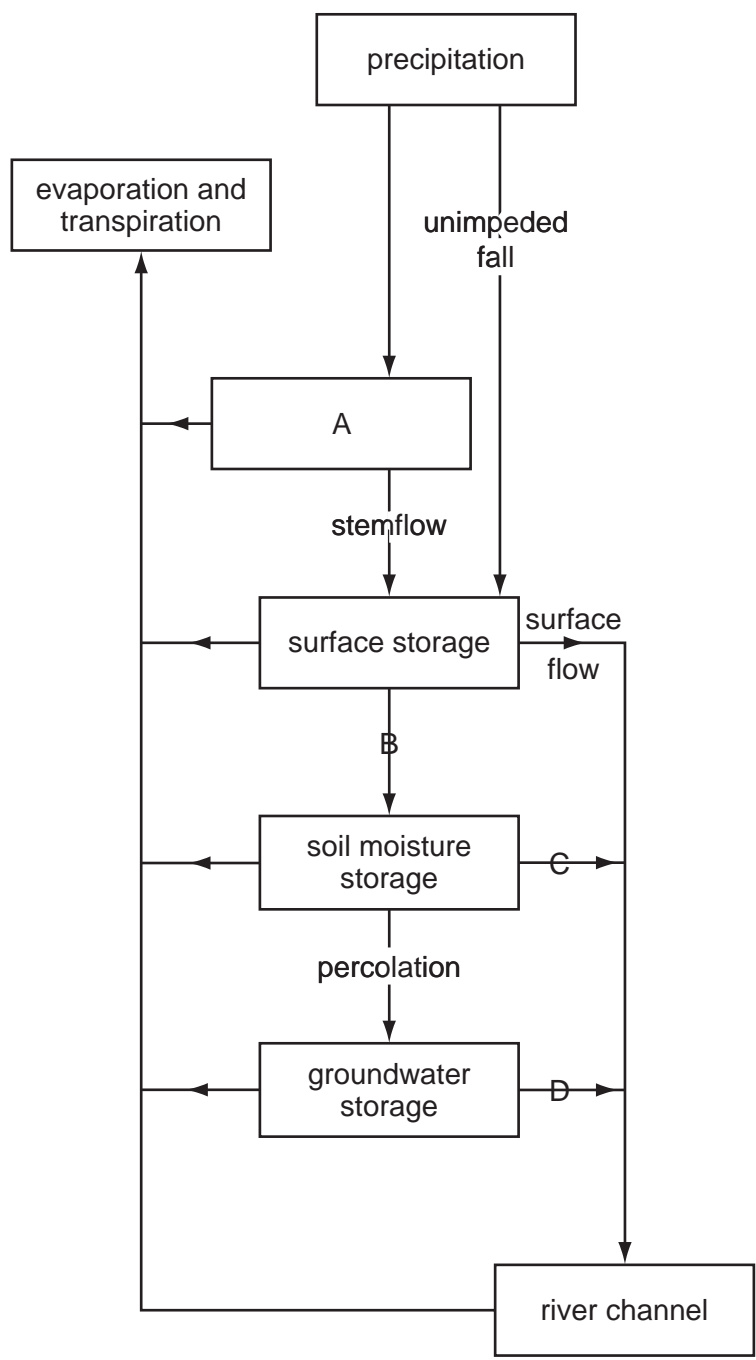 precipitation
evaporation and
transpiration
unimpeded
fall
A
stemflow
surface storage
surface
flow
B
soil moisture
storage
C
percolation
groundwater
storage
D
river channel